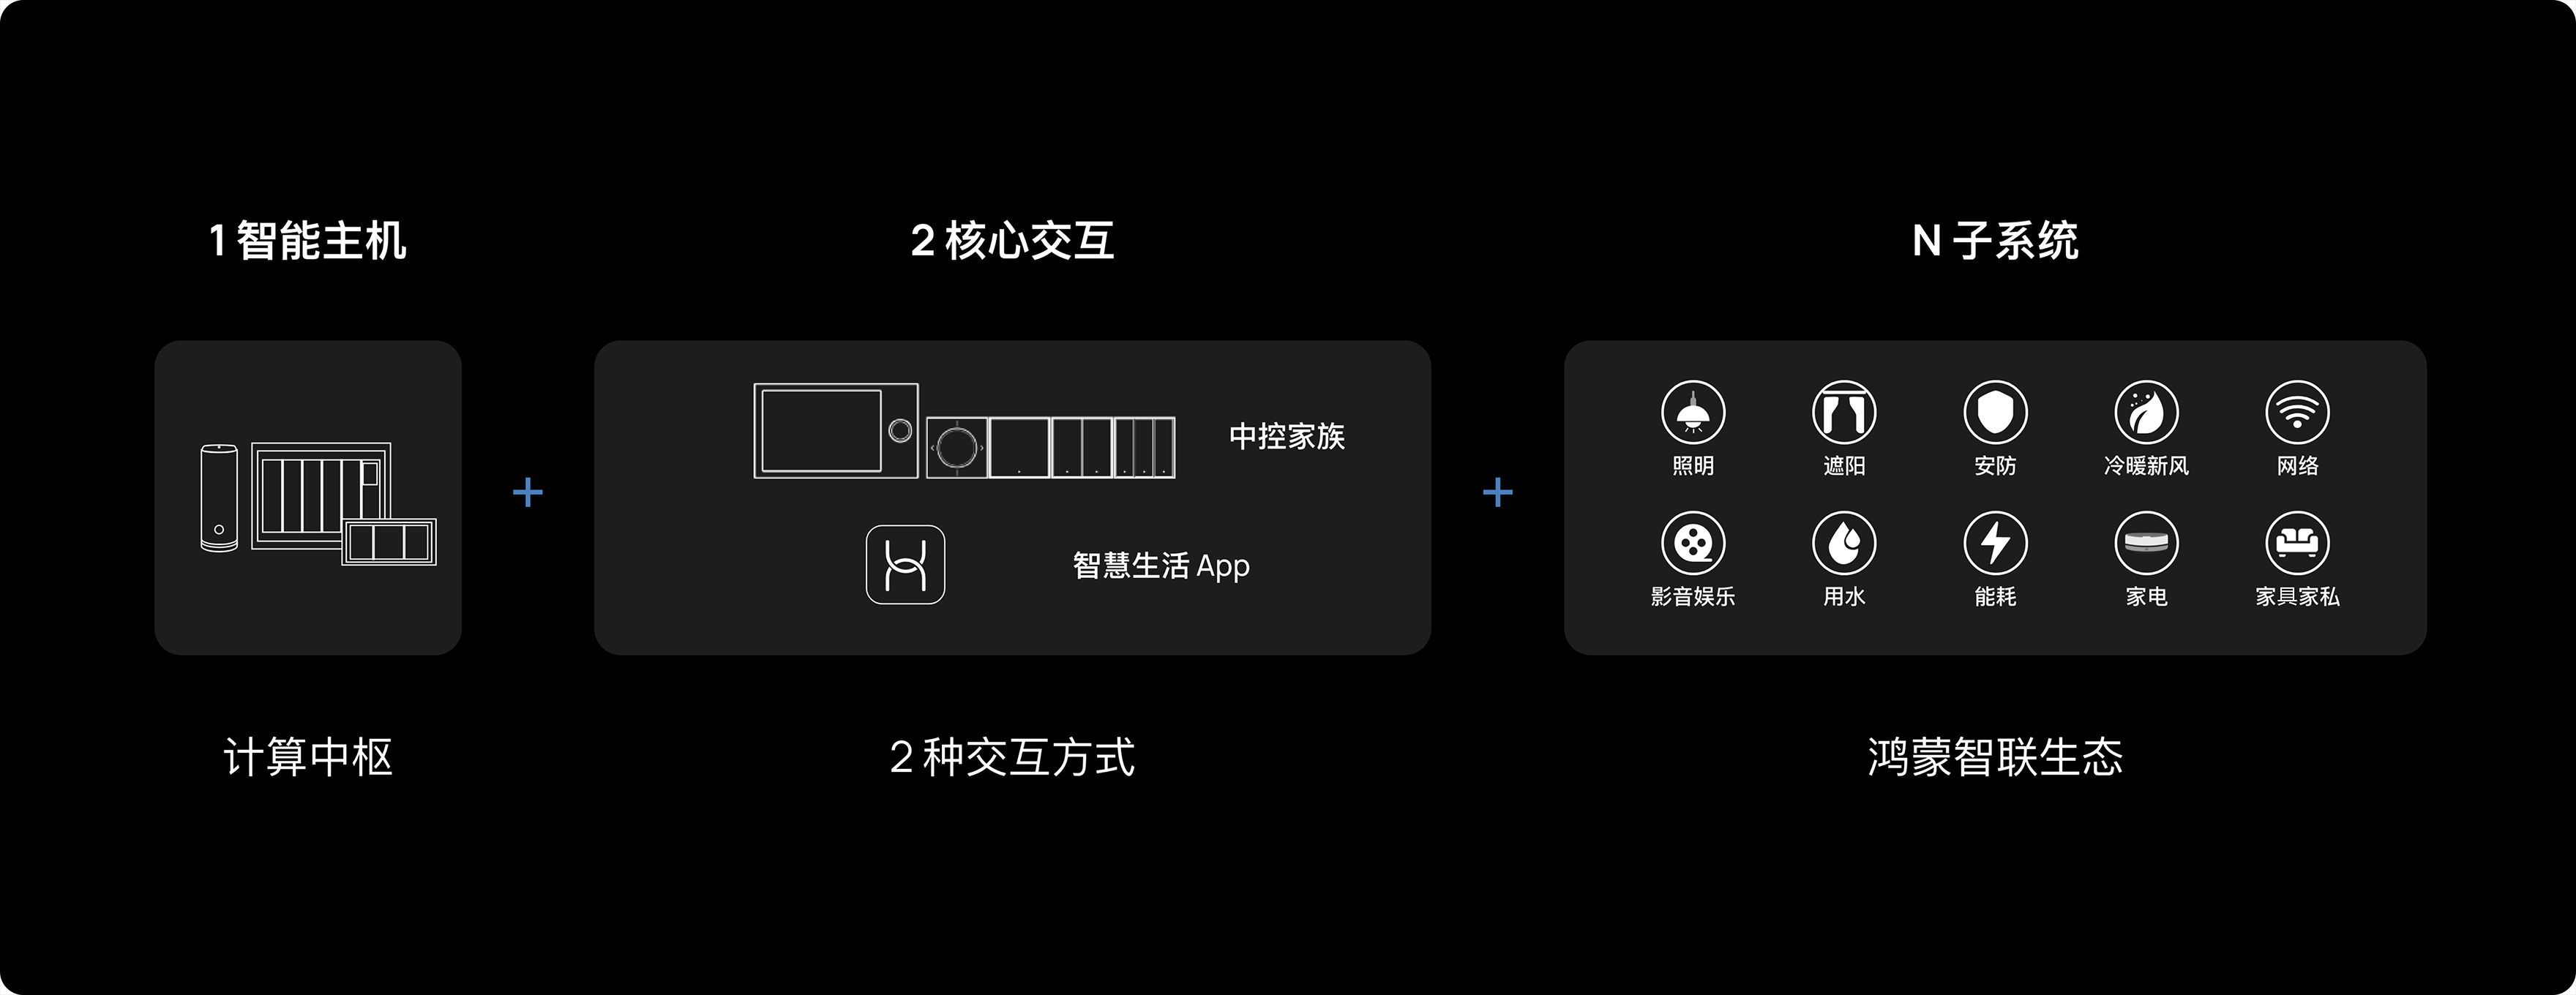 1 智能主机
2 核心交互
N 子系统
中控家族
智慧生活 App
照明
遮阳
安防
冷暖新风
网络
影音娱乐
用水
能耗
家电
家具家私
计算中枢
2 种交互方式
鸿蒙智联生态